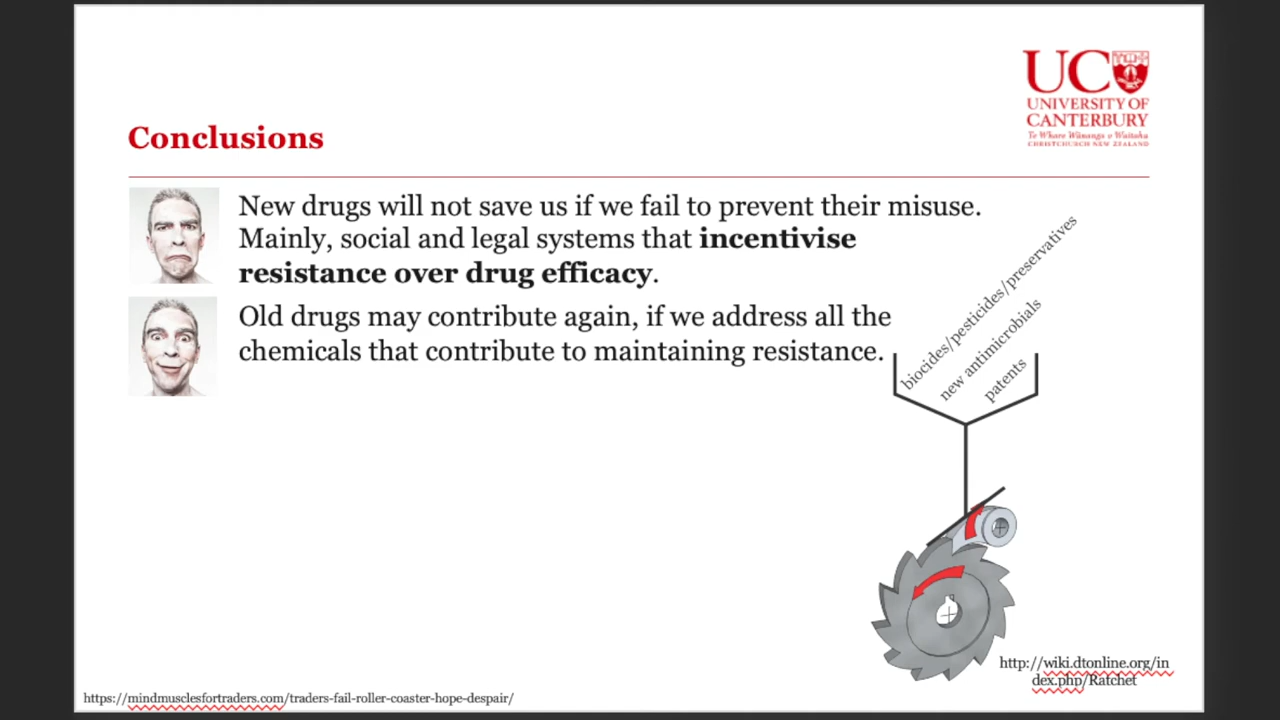 UC
UNIVERSITY OF
CANTERBURY
Te Whare Wānanga o Waitaha
CHRISTCHURCH NEW ZEALAND
Conclusions
New drugs will not save us if we fail to prevent their misuse.
Mainly, social and legal systems that incentivise
resistance over drug efficacy.
Old drugs may contribute again, if we address all the
chemicals that contribute to maintaining resistance.
biocides/pesticides/preservatives
new antimicrobials
patents
http://wiki.dtonline.org/in
dex.php/Ratchet
https://mindmusclesfortraders.com/traders-fail-roller-coaster-hope-despair/